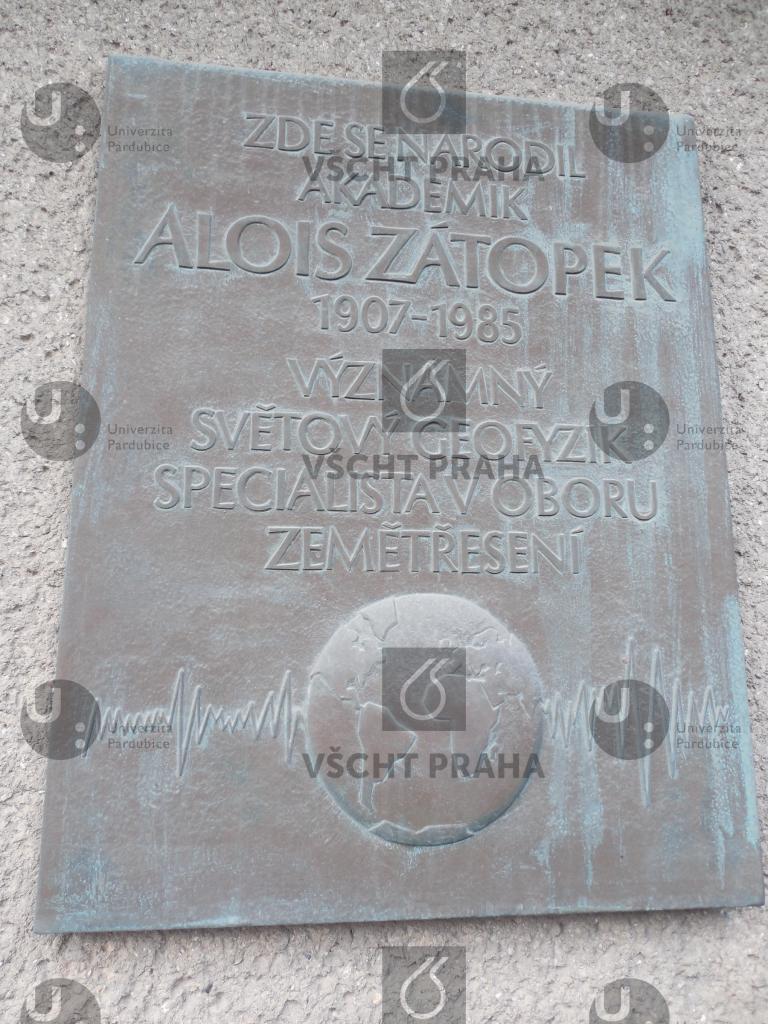 ZDE SE NARODIL
AKADEMIK
ALOIS ZÁTOPEK
1907-1985
VÝZNAMNÝ
SVĚTOVÝ GEOFYZIK
SPECIALISTA V OBORU
ZEMĚTŘESENÍ
Univerzita
Pardubice
VŠCHT PRAHA
Univerzita
Pardubice
Univerzita
Pardubice
VŠCHT PRAHA
Univerzita
Pardubice
Univerzita
Pardubice
VŠCHT PRAHA
Univerzita
Pardubice